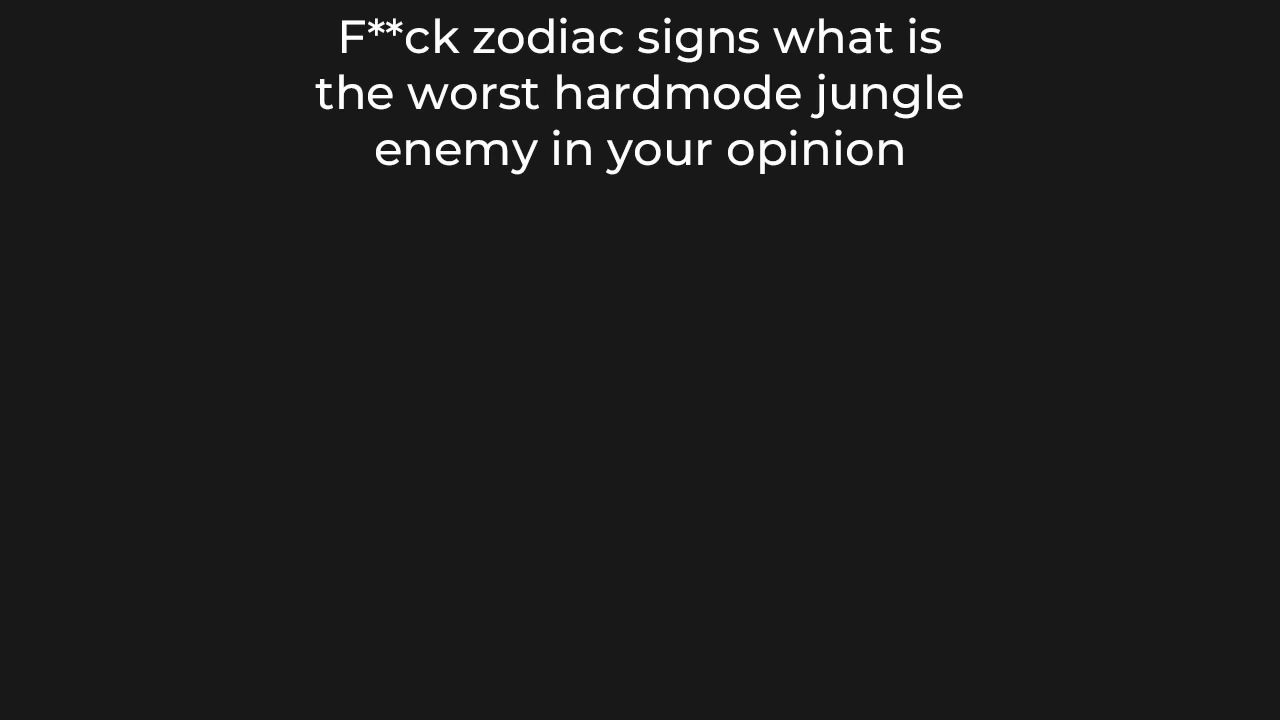 F**ck zodiac signs what is
the worst hardmode jungle
enemy in your opinion